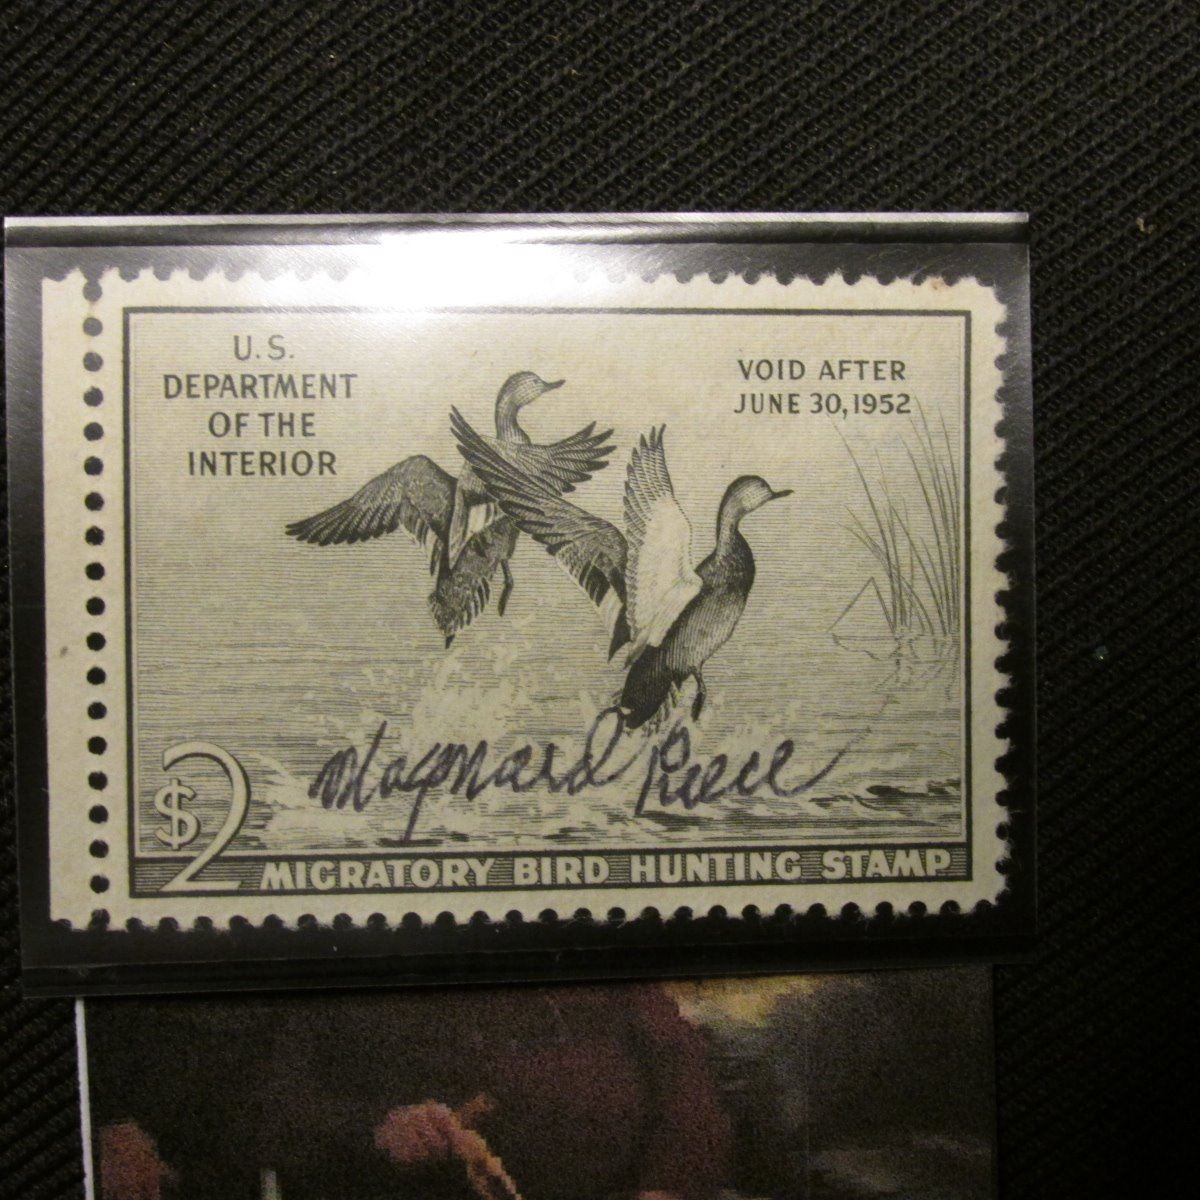 U.S.
DEPARTMENT
OF THE
INTERIOR
VOID AFTER
JUNE 30, 1952
Maynard Reece
$2
MIGRATORY BIRD HUNTING STAMP